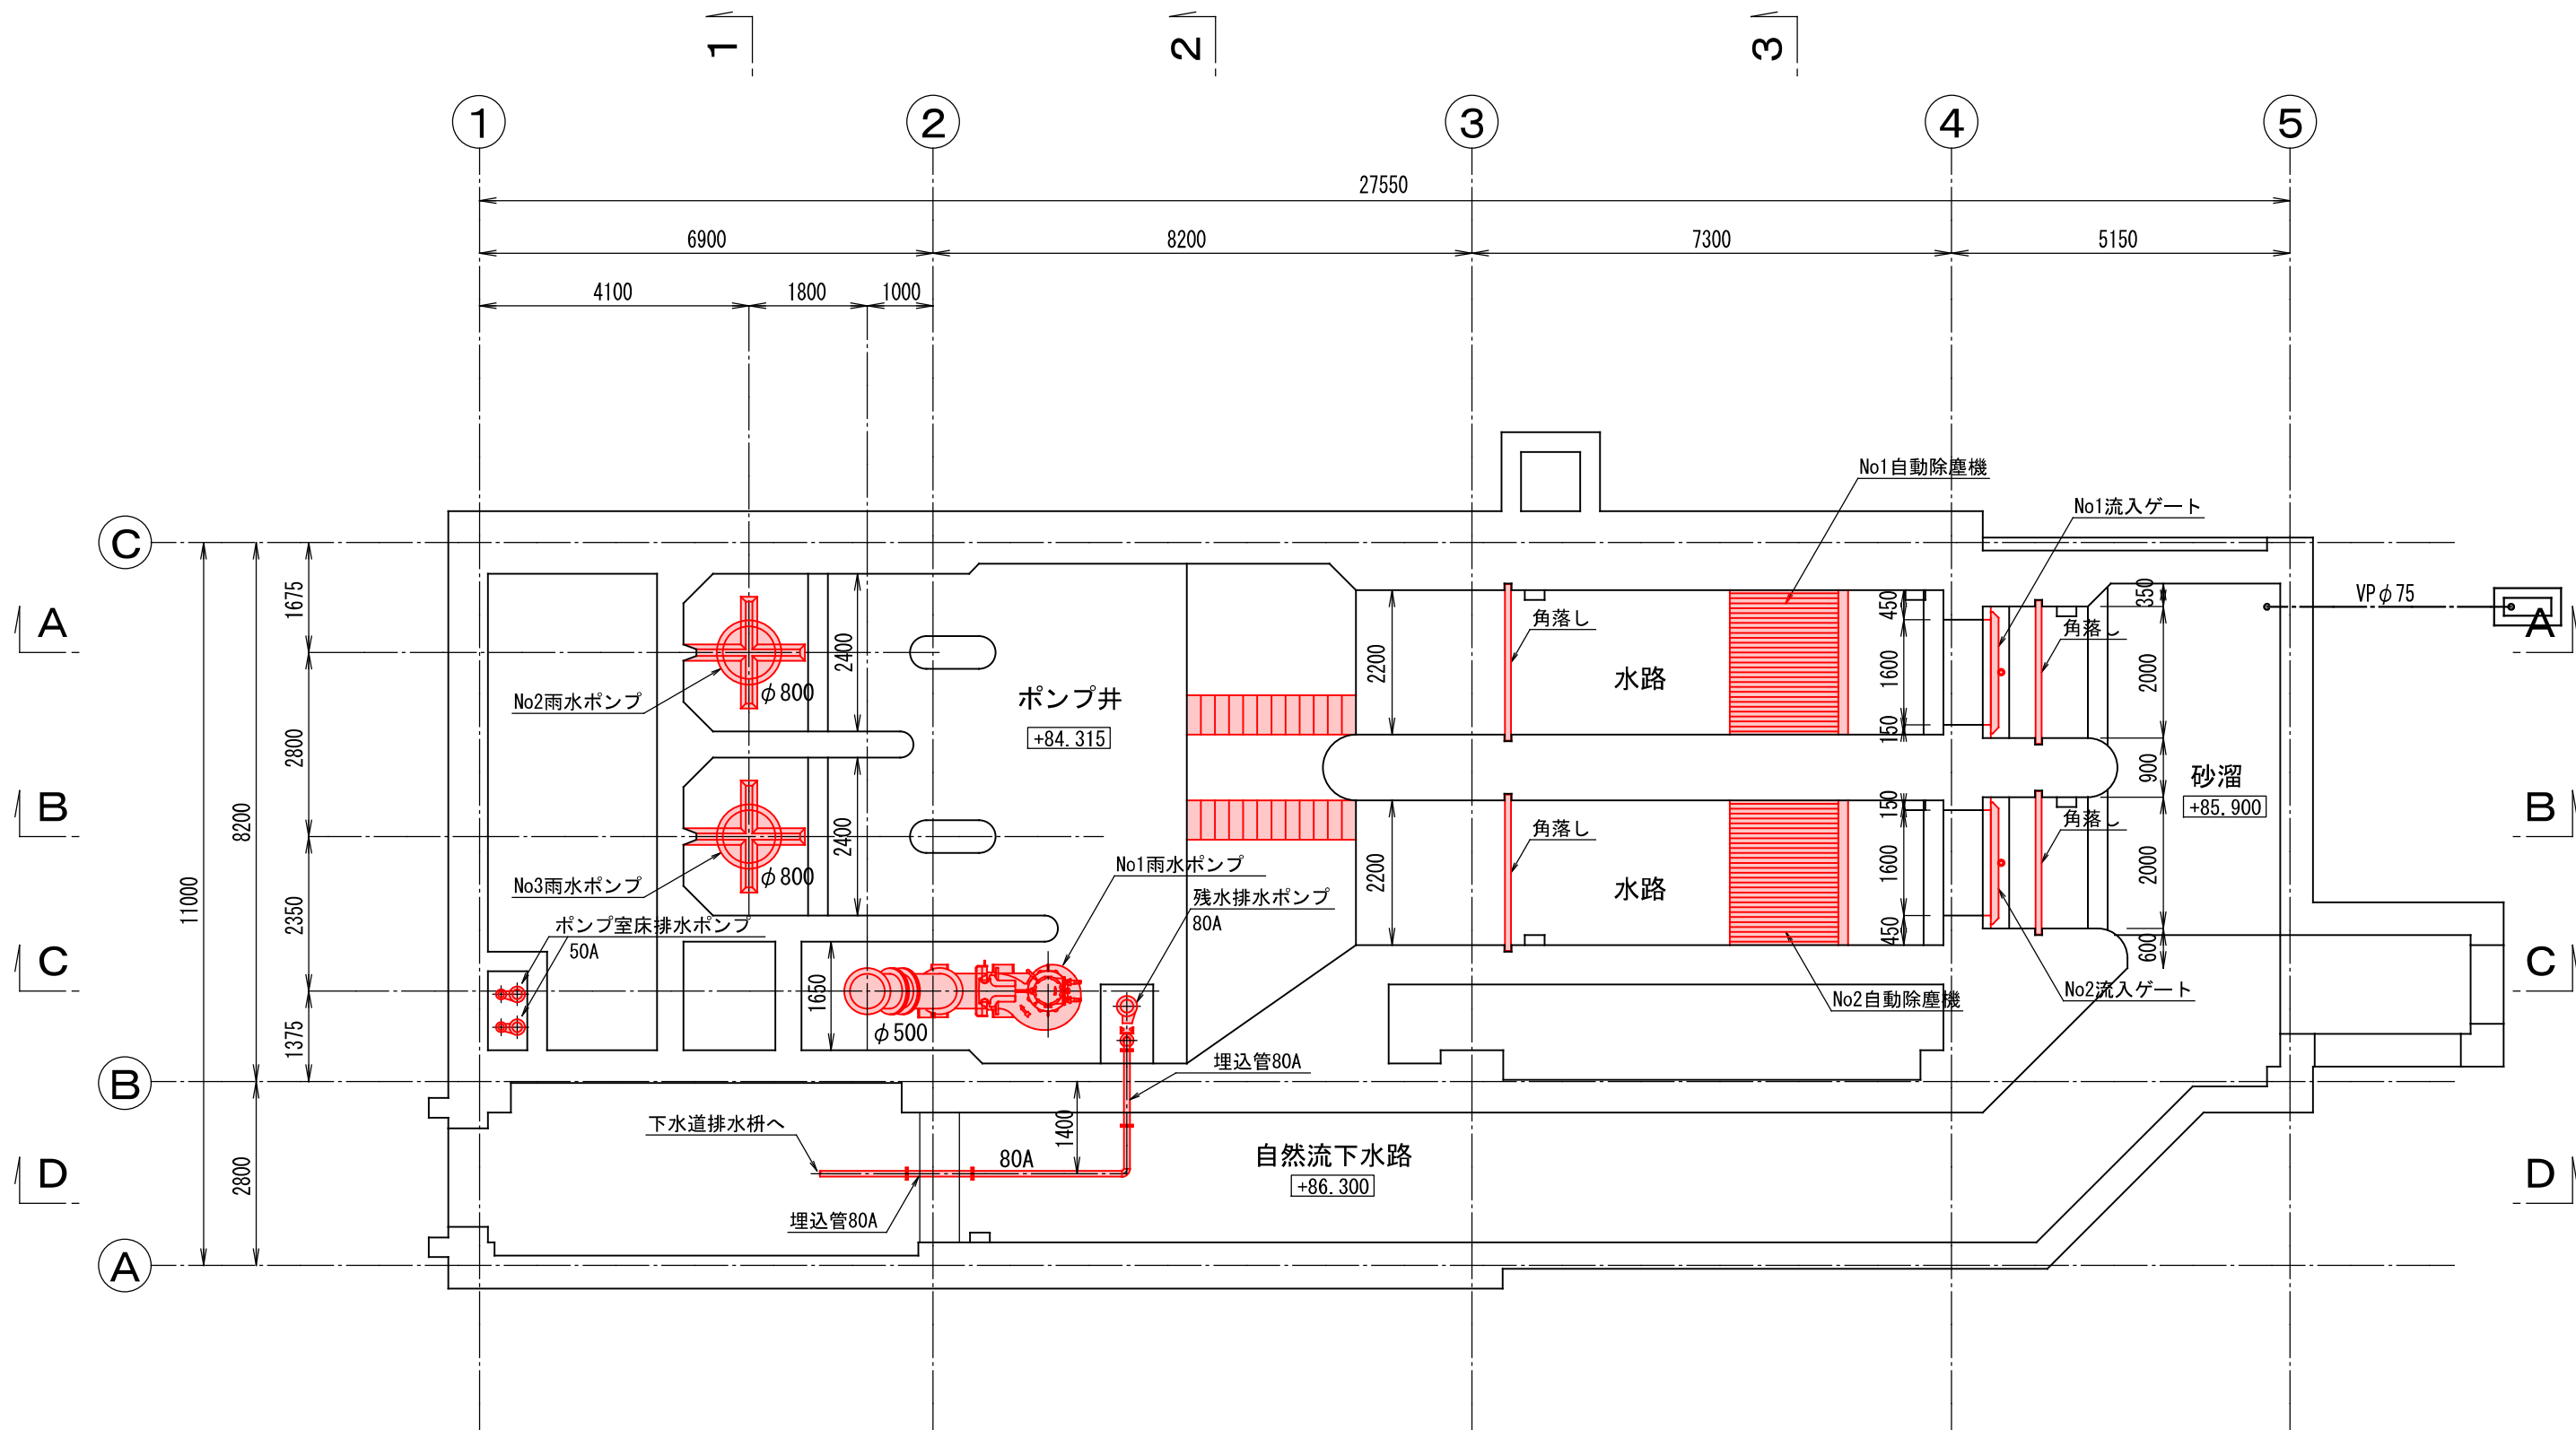 1
2
3
① ② ③ ④ ⑤
27550
6900 8200 7300 5150
4100 1800 1000
No1自動除塵機
No1流入ゲート
C
1675
350
VPφ75
A
A
450
角落し
角落し
2400
2200
水路
1600
2000
No2雨水ポンプ
φ800
ポンプ井
+84.315
150
2800
900
砂溜
+85.900
B
B
8200
150
角落し
角落し
2400
2200
水路
1600
2000
No1雨水ポンプ
No3雨水ポンプ
φ800
残水排水ポンプ
80A
11000
2350
ポンプ室床排水ポンプ
50A
450
600
C
C
1650
No2自動除塵機
No2流入ゲート
φ500
1375
埋込管80A
B
下水道排水枡へ
1400
80A
自然流下水路
+86.300
D
D
2800
埋込管80A
A